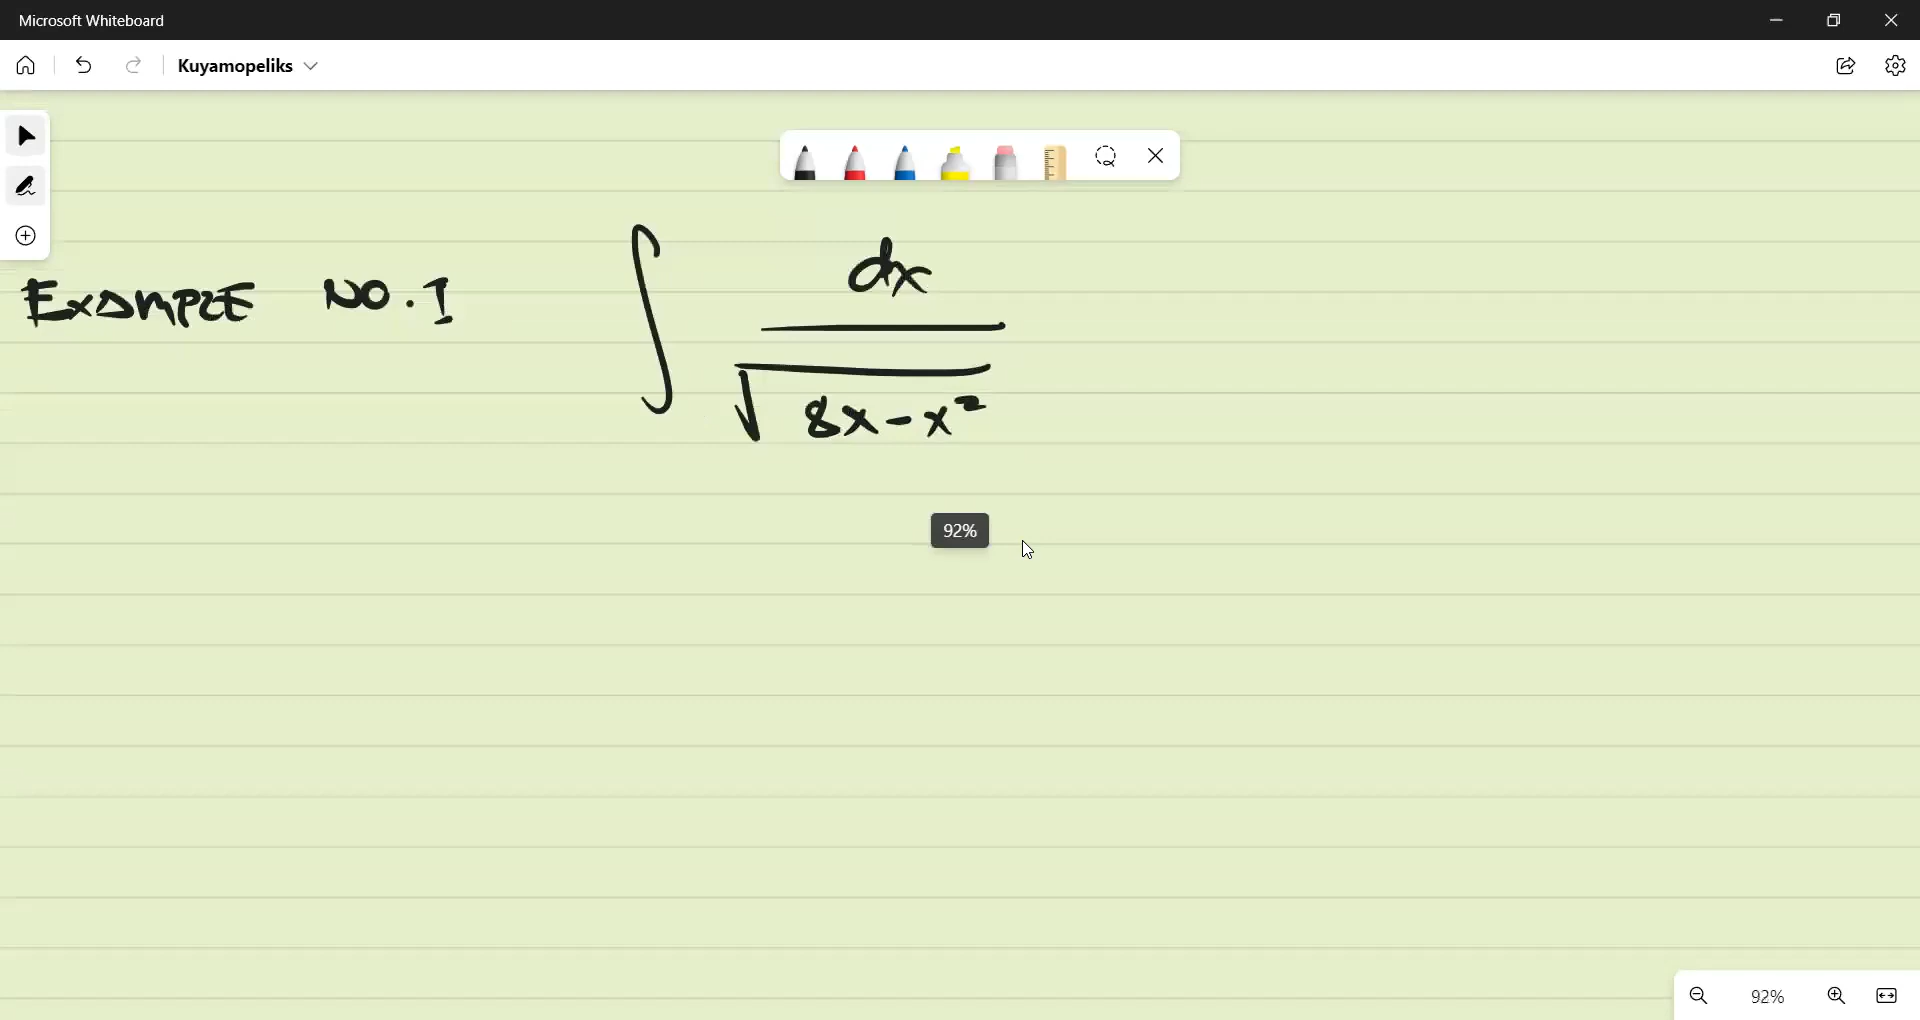 Microsoft Whiteboard
Kuyamopeliks
EXAMPLE NO. 1
∫ dx / √(8x - x²)
92%
92%